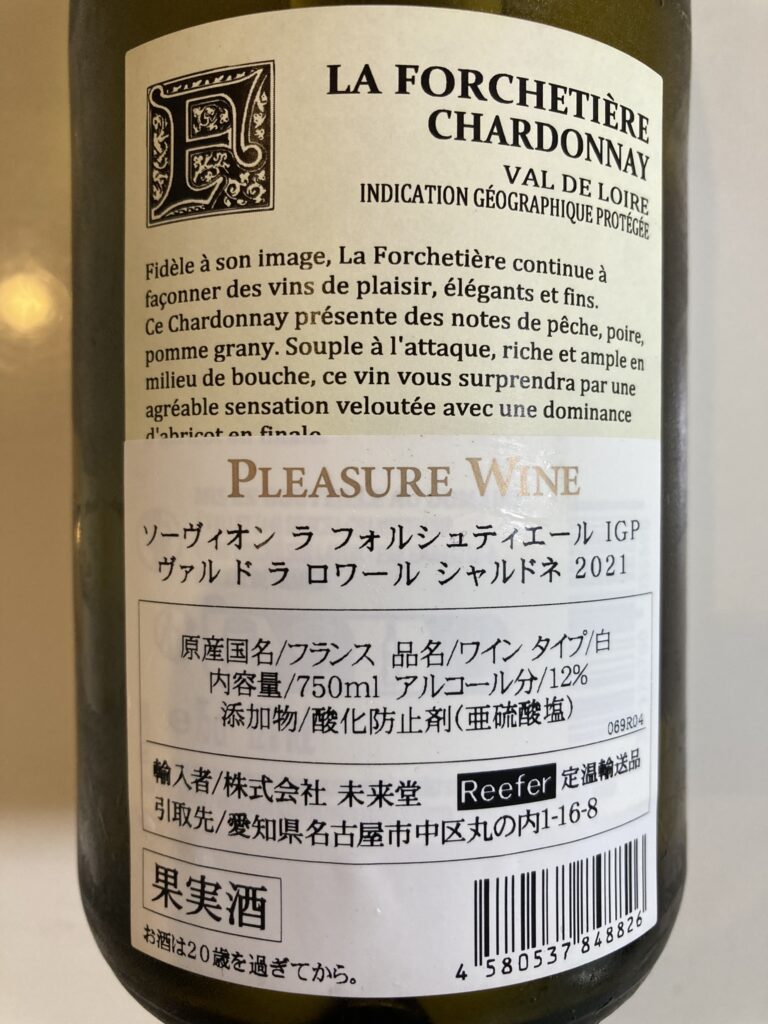 F
LA FORCHETIÈRE
CHARDONNAY
VAL DE LOIRE
INDICATION GÉOGRAPHIQUE PROTÉGÉE
Fidèle à son image, La Forchetière continue à
façonner des vins de plaisir, élégants et fins.
Ce Chardonnay présente des notes de pêche, poire,
pomme grany. Souple à l'attaque, riche et ample en
milieu de bouche, ce vin vous surprendra par une
agréable sensation veloutée avec une dominance
d'abricot en finale
PLEASURE WINE
ソーヴィオン ラ フォルシュティエール IGP
ヴァル ド ラ ロワール シャルドネ 2021
原産国名/フランス 品名/ワイン タイプ/白
内容量/750ml アルコール分/12%
添加物/酸化防止剤(亜硫酸塩)
069R04
輸入者/株式会社 未来堂 Reefer 定温輸送品
引取先/愛知県名古屋市中区丸の内1-16-8
果実酒
お酒は20歳を過ぎてから。
4 580537 848826